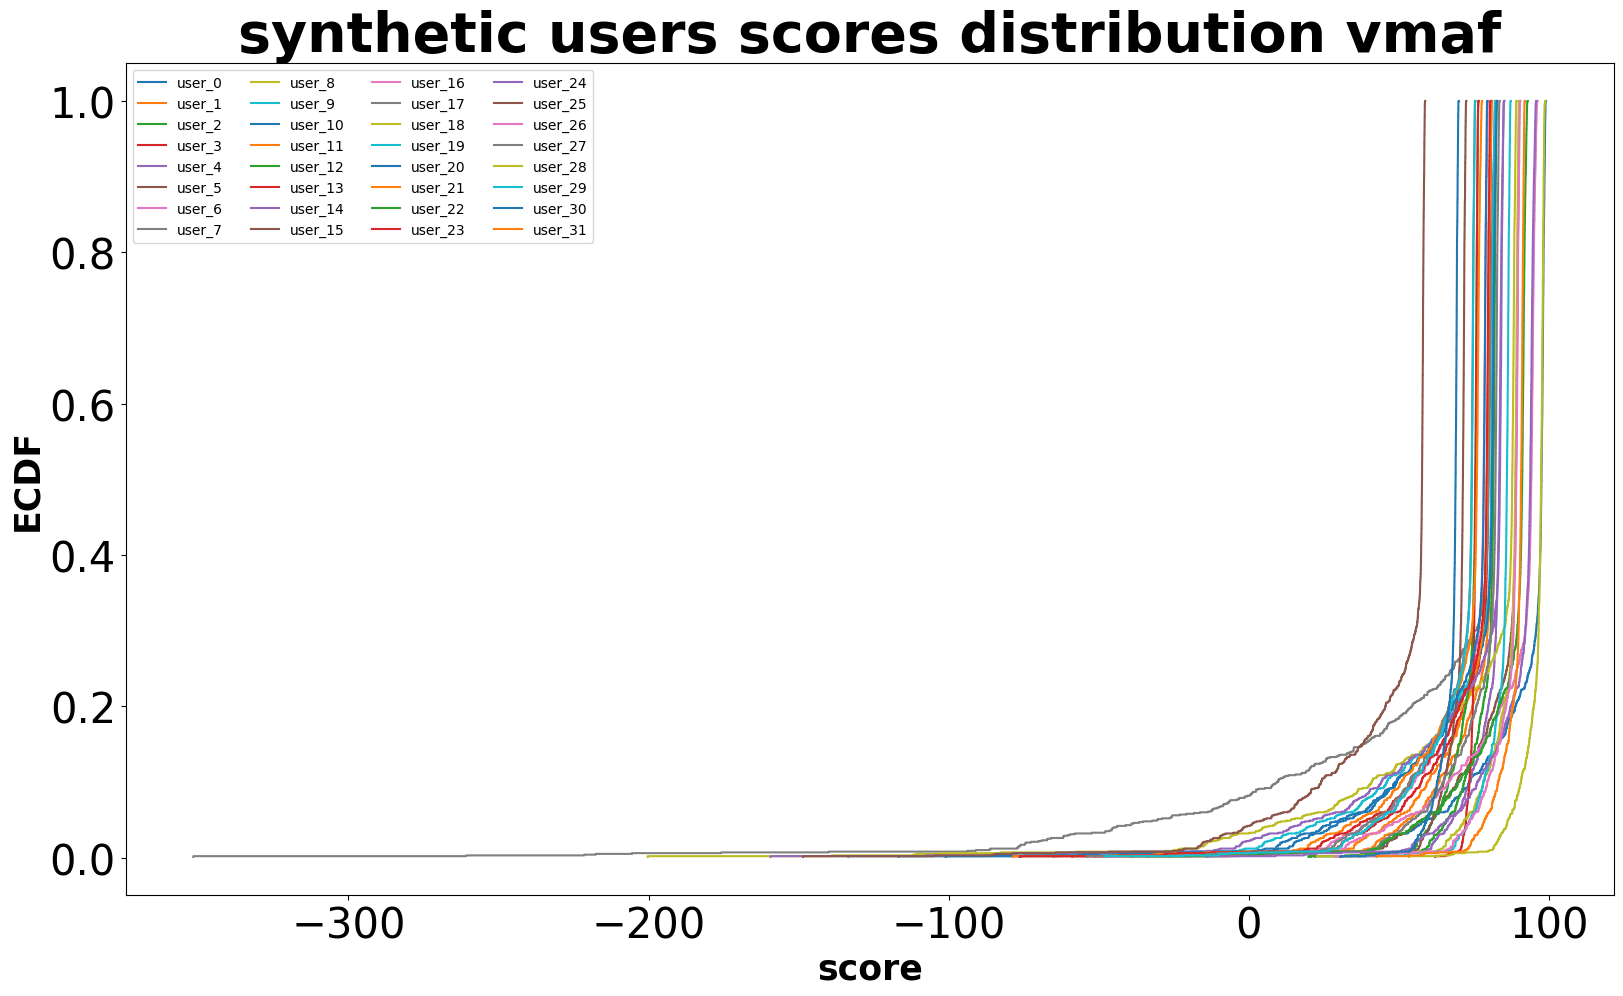 synthetic users scores distribution vmaf
user_0 user_8 user_16 user_24
user_1 user_9 user_17 user_25
user_2 user_10 user_18 user_26
user_3 user_11 user_19 user_27
user_4 user_12 user_20 user_28
user_5 user_13 user_21 user_29
user_6 user_14 user_22 user_30
user_7 user_15 user_23 user_31
1.0
0.8
0.6
0.4
0.2
0.0
ECDF
−300 −200 −100 0 100
score